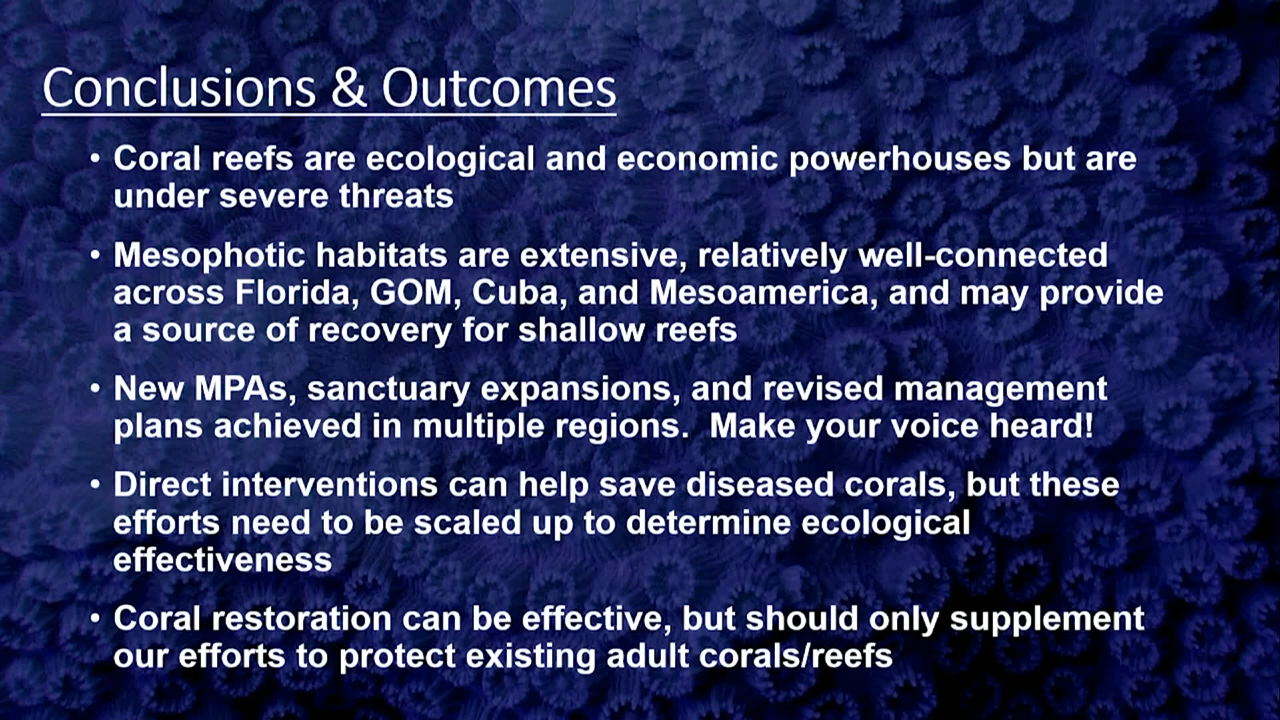 Conclusions & Outcomes
• Coral reefs are ecological and economic powerhouses but are
under severe threats
• Mesophotic habitats are extensive, relatively well-connected
across Florida, GOM, Cuba, and Mesoamerica, and may provide
a source of recovery for shallow reefs
• New MPAs, sanctuary expansions, and revised management
plans achieved in multiple regions.  Make your voice heard!
• Direct interventions can help save diseased corals, but these
efforts need to be scaled up to determine ecological
effectiveness
• Coral restoration can be effective, but should only supplement
our efforts to protect existing adult corals/reefs